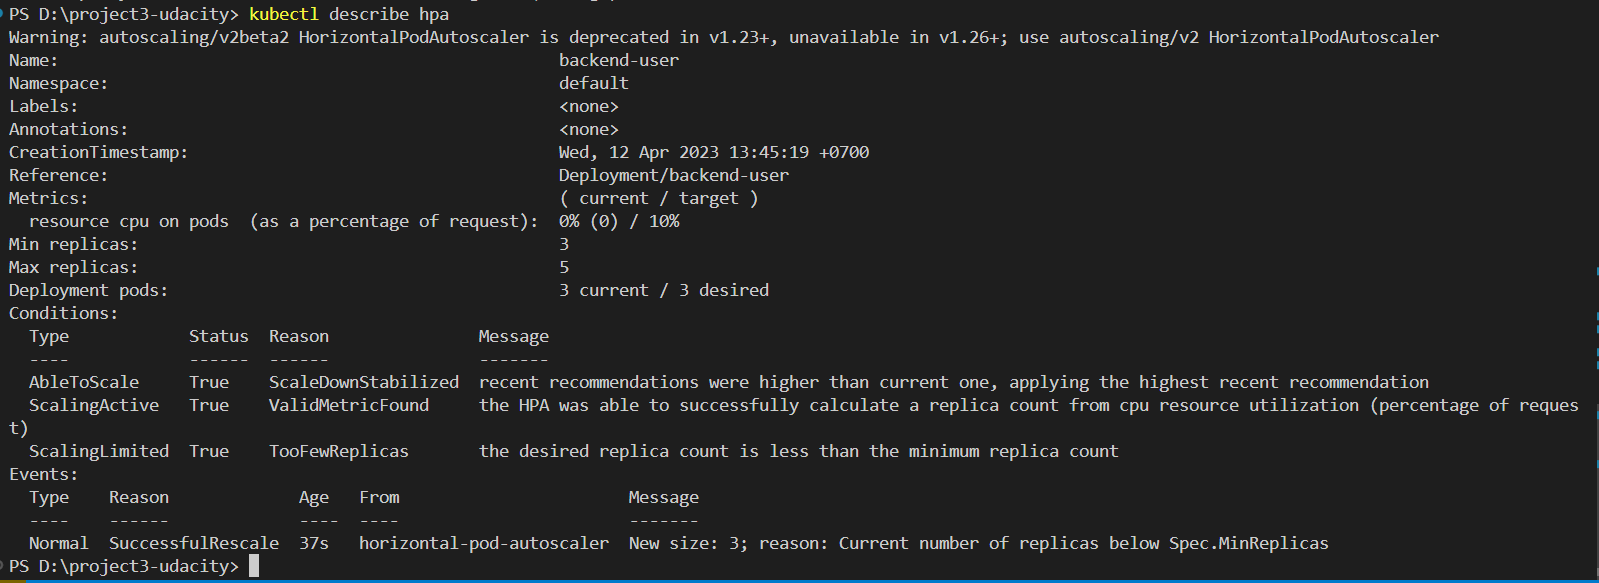 PS D:\project3-udacity> kubectl describe hpa
Warning: autoscaling/v2beta2 HorizontalPodAutoscaler is deprecated in v1.23+, unavailable in v1.26+; use autoscaling/v2 HorizontalPodAutoscaler
Name:                                                  backend-user
Namespace:                                             default
Labels:                                                <none>
Annotations:                                           <none>
CreationTimestamp:                                     Wed, 12 Apr 2023 13:45:19 +0700
Reference:                                             Deployment/backend-user
Metrics:                                               ( current / target )
  resource cpu on pods  (as a percentage of request):  0% (0) / 10%
Min replicas:                                          3
Max replicas:                                          5
Deployment pods:                                       3 current / 3 desired
Conditions:
  Type            Status  Reason               Message
  ----            ------  ------               -------
  AbleToScale     True    ScaleDownStabilized  recent recommendations were higher than current one, applying the highest recent recommendation
  ScalingActive   True    ValidMetricFound     the HPA was able to successfully calculate a replica count from cpu resource utilization (percentage of reques
t)
  ScalingLimited  True    TooFewReplicas       the desired replica count is less than the minimum replica count
Events:
  Type    Reason             Age   From                       Message
  ----    ------             ----  ----                       -------
  Normal  SuccessfulRescale  37s   horizontal-pod-autoscaler  New size: 3; reason: Current number of replicas below Spec.MinReplicas
PS D:\project3-udacity>